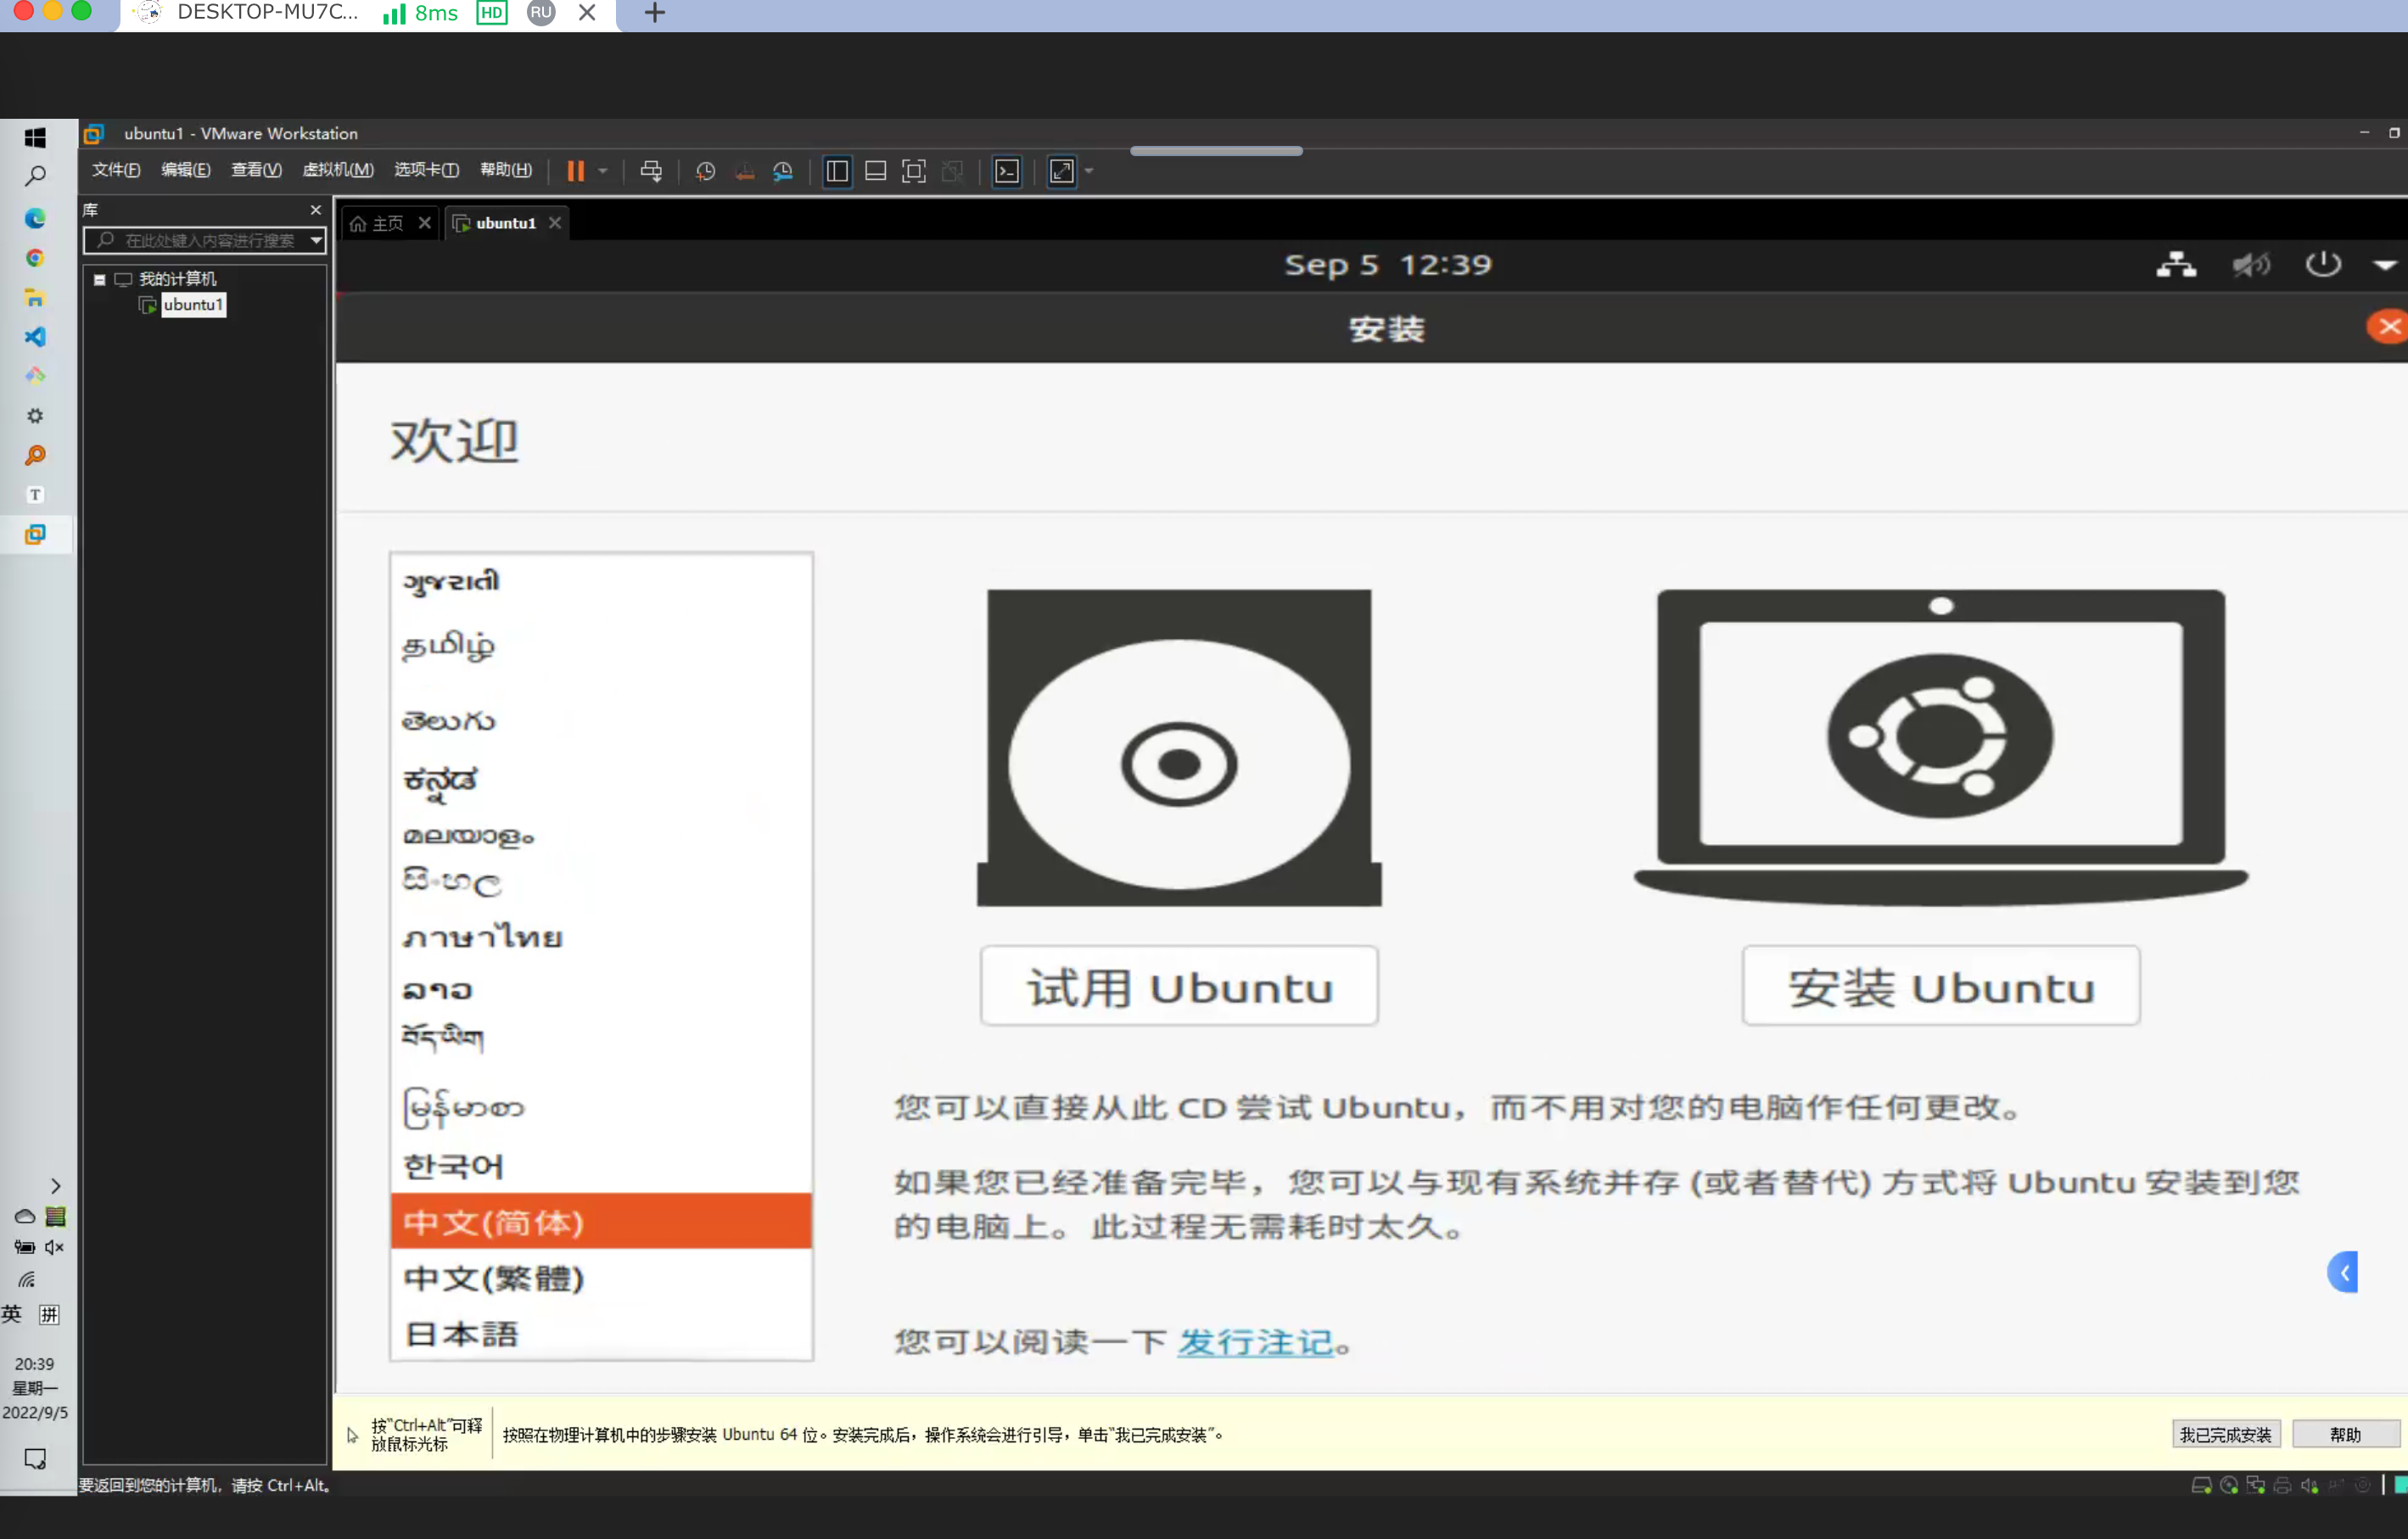 DESKTOP-MU7C... 8ms HD RU
ubuntu1 - VMware Workstation
文件(F) 编辑(E) 查看(V) 虚拟机(M) 选项卡(T) 帮助(H)
库
在此处键入内容进行搜索
我的计算机
ubuntu1
主页 ubuntu1
Sep 5 12:39
安装
欢迎
ગુજરાતી
தமிழ்
తెలుగు
ಕನ್ನಡ
മലയാളം
සිංහල
ภาษาไทย
ລາວ
བོད་ཡིག
မြန်မာစာ
한국어
中文(简体)
中文(繁體)
日本語
试用 Ubuntu
安装 Ubuntu
您可以直接从此 CD 尝试 Ubuntu，而不用对您的电脑作任何更改。
如果您已经准备完毕，您可以与现有系统并存 (或者替代) 方式将 Ubuntu 安装到您
的电脑上。此过程无需耗时太久。
您可以阅读一下 发行注记。
按“Ctrl+Alt”可释
放鼠标光标
按照在物理计算机中的步骤安装 Ubuntu 64 位。安装完成后，操作系统会进行引导，单击“我已完成安装”。
我已完成安装 帮助
要返回到您的计算机，请按 Ctrl+Alt。
T
英 拼
20:39
星期一
2022/9/5